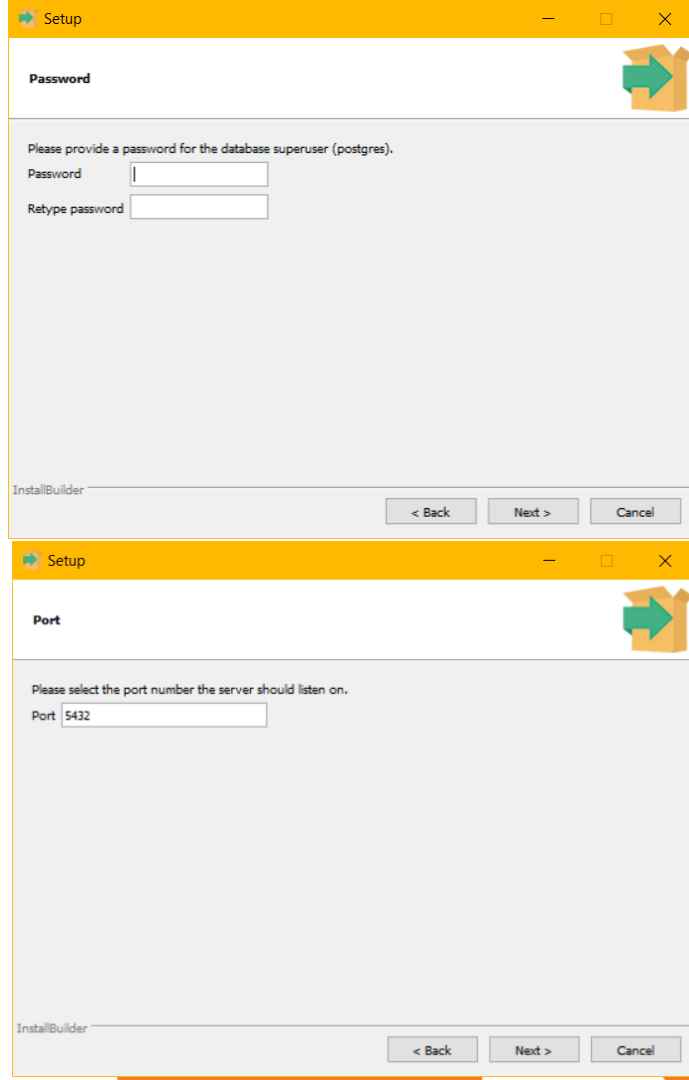 Setup
Password
Please provide a password for the database superuser (postgres).
Password
Retype password
InstallBuilder
< Back Next > Cancel
Setup
Port
Please select the port number the server should listen on.
Port 5432
InstallBuilder
< Back Next > Cancel